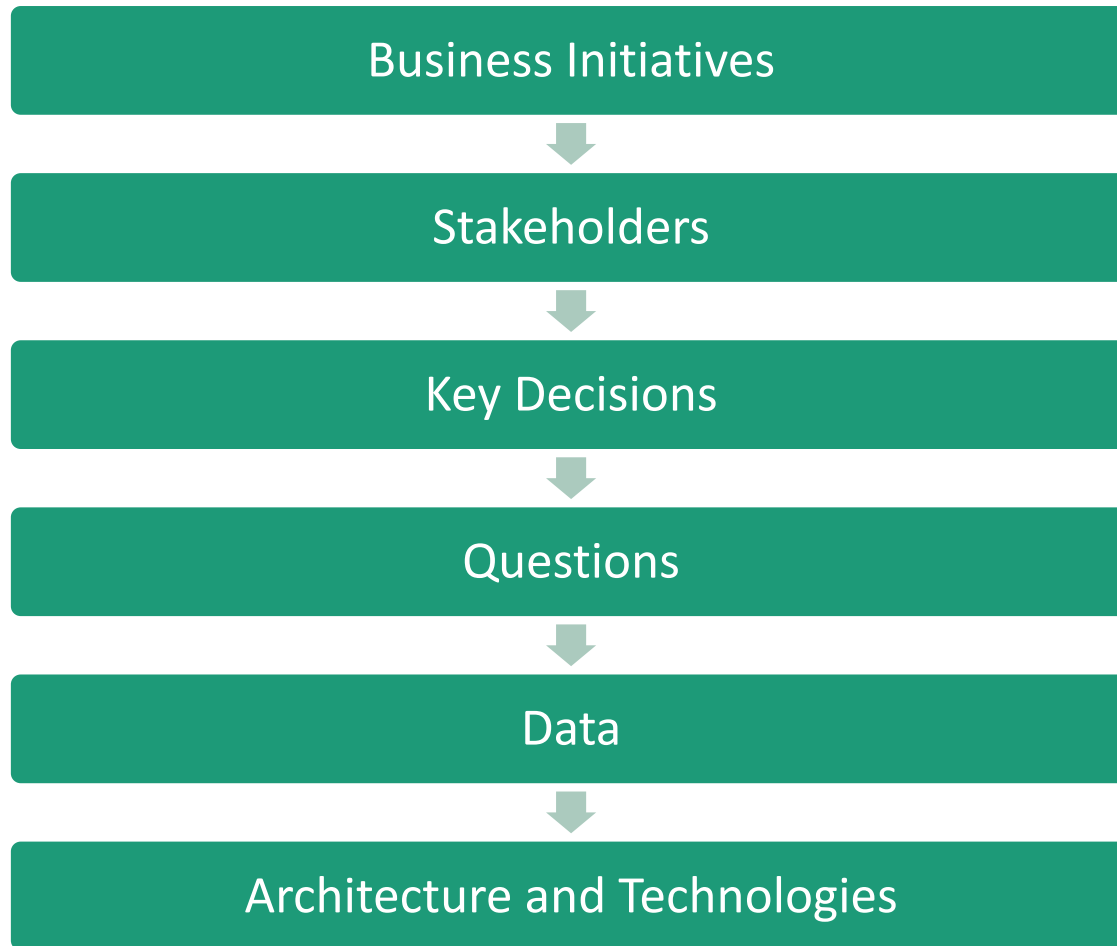 Business Initiatives
Stakeholders
Key Decisions
Questions
Data
Architecture and Technologies